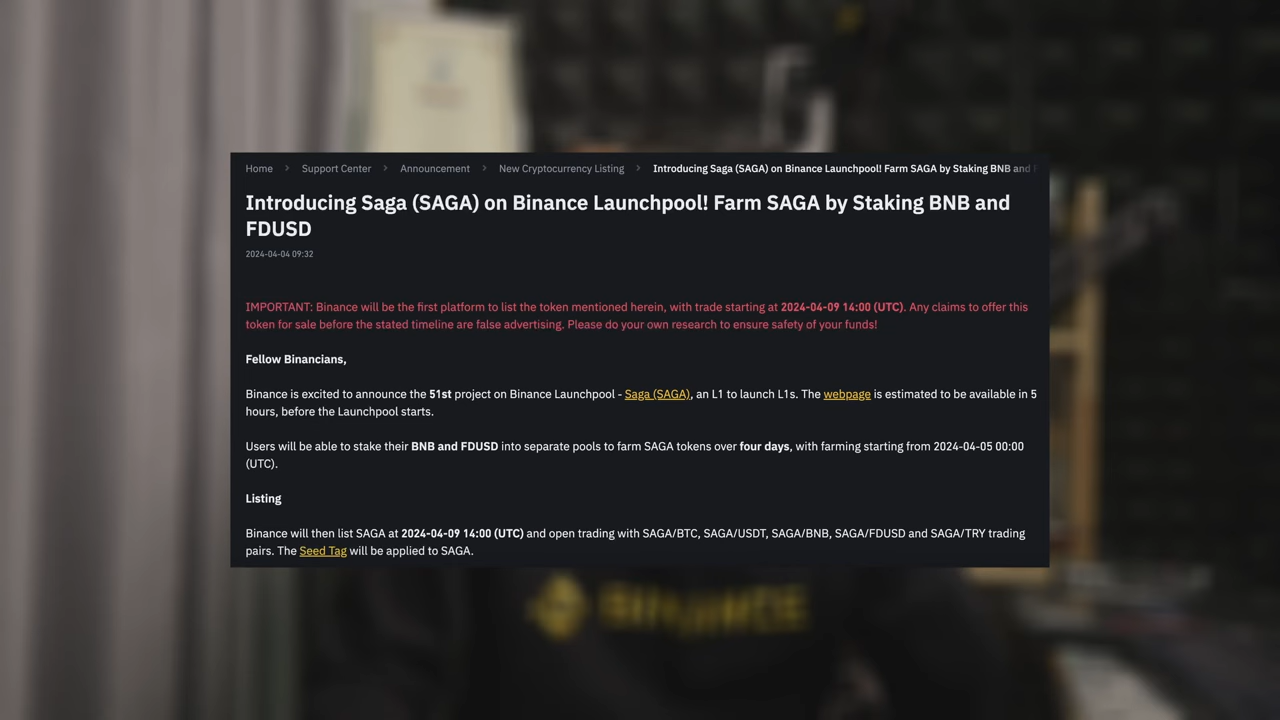 Home > Support Center > Announcement > New Cryptocurrency Listing > Introducing Saga (SAGA) on Binance Launchpool! Farm SAGA by Staking BNB and
Introducing Saga (SAGA) on Binance Launchpool! Farm SAGA by Staking BNB and
FDUSD
2024-04-04 09:32
IMPORTANT: Binance will be the first platform to list the token mentioned herein, with trade starting at 2024-04-09 14:00 (UTC). Any claims to offer this
token for sale before the stated timeline are false advertising. Please do your own research to ensure safety of your funds!
Fellow Binancians,
Binance is excited to announce the 51st project on Binance Launchpool - Saga (SAGA), an L1 to launch L1s. The webpage is estimated to be available in 5
hours, before the Launchpool starts.
Users will be able to stake their BNB and FDUSD into separate pools to farm SAGA tokens over four days, with farming starting from 2024-04-05 00:00
(UTC).
Listing
Binance will then list SAGA at 2024-04-09 14:00 (UTC) and open trading with SAGA/BTC, SAGA/USDT, SAGA/BNB, SAGA/FDUSD and SAGA/TRY trading
pairs. The Seed Tag will be applied to SAGA.
BINANCE